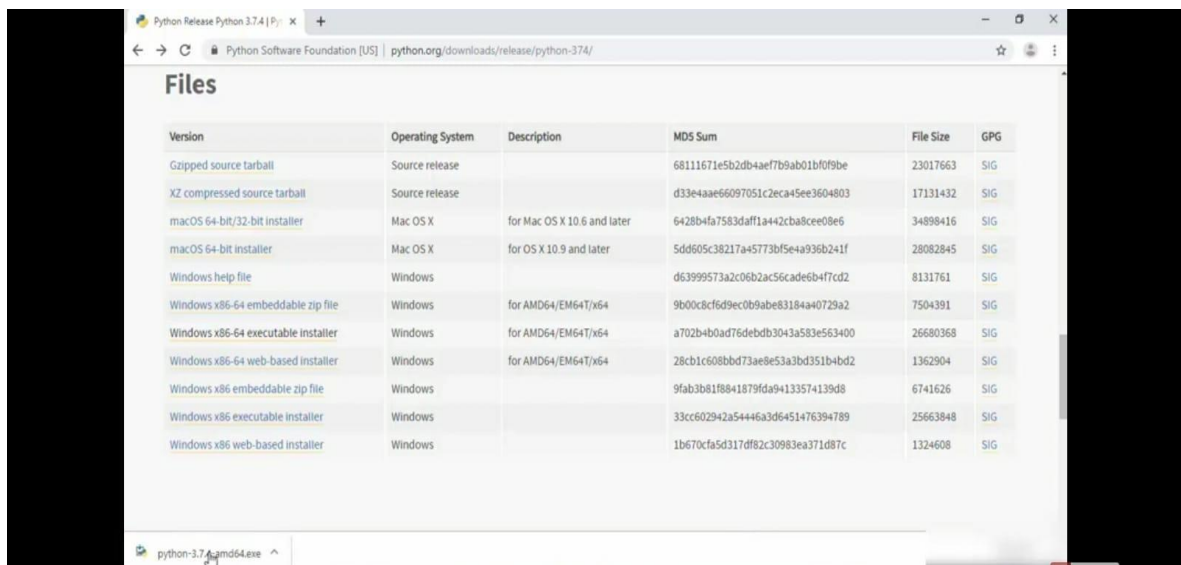 Python Release Python 3.7.4 | Py
Python Software Foundation [US] | python.org/downloads/release/python-374/
Files
Version Operating System Description MD5 Sum File Size GPG
Gzipped source tarball Source release 68111671e5b2db4aef7b9ab01bf0f9be 23017663 SIG
XZ compressed source tarball Source release d33e4aae66097051c2eca45ee3604803 17131432 SIG
macOS 64-bit/32-bit installer Mac OS X for Mac OS X 10.6 and later 6428b4fa7583daff1a442cba8cee08e6 34898416 SIG
macOS 64-bit installer Mac OS X for OS X 10.9 and later 5dd605c38217a45773bf5e4a936b241f 28082845 SIG
Windows help file Windows d63999573a2c06b2ac56cade6b4f7cd2 8131761 SIG
Windows x86-64 embeddable zip file Windows for AMD64/EM64T/x64 9b00c8cf6d9ec0b9abe83184a40729a2 7504391 SIG
Windows x86-64 executable installer Windows for AMD64/EM64T/x64 a702b4b0ad76debdb3043a583e563400 26680368 SIG
Windows x86-64 web-based installer Windows for AMD64/EM64T/x64 28cb1c608bbd73ae8e53a3bd351b4bd2 1362904 SIG
Windows x86 embeddable zip file Windows 9fab3b81f8841879fda94133574139d8 6741626 SIG
Windows x86 executable installer Windows 33cc602942a54446a3d6451476394789 25663848 SIG
Windows x86 web-based installer Windows 1b670cfa5d317df82c30983ea371d87c 1324608 SIG
python-3.7.4-amd64.exe